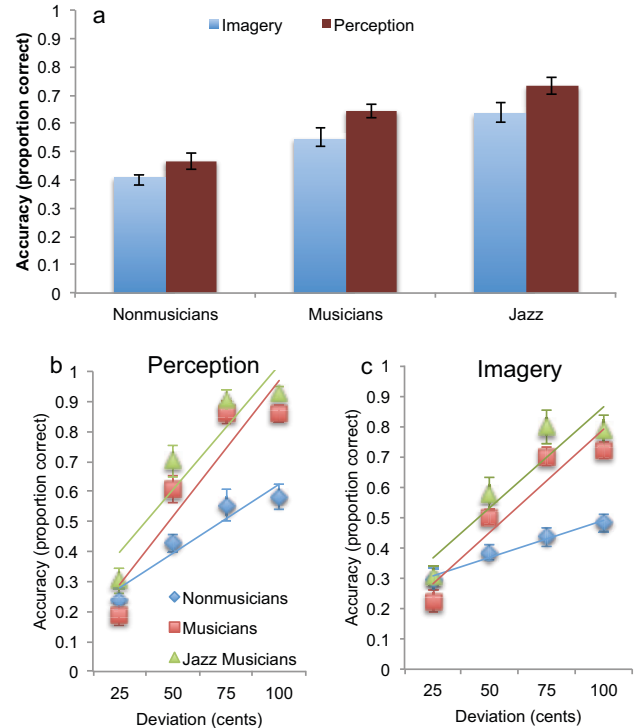 a
Imagery
Perception
Accuracy (proportion correct)
1
0.9
0.8
0.7
0.6
0.5
0.4
0.3
0.2
0.1
0
Nonmusicians
Musicians
Jazz
b
Perception
Accuracy (proportion correct)
1
0.9
0.8
0.7
0.6
0.5
0.4
0.3
0.2
0.1
0
Nonmusicians
Musicians
Jazz Musicians
25
50
75
100
Deviation (cents)
c
Imagery
Accuracy (proportion correct)
1
0.9
0.8
0.7
0.6
0.5
0.4
0.3
0.2
0.1
0
25
50
75
100
Deviation (cents)